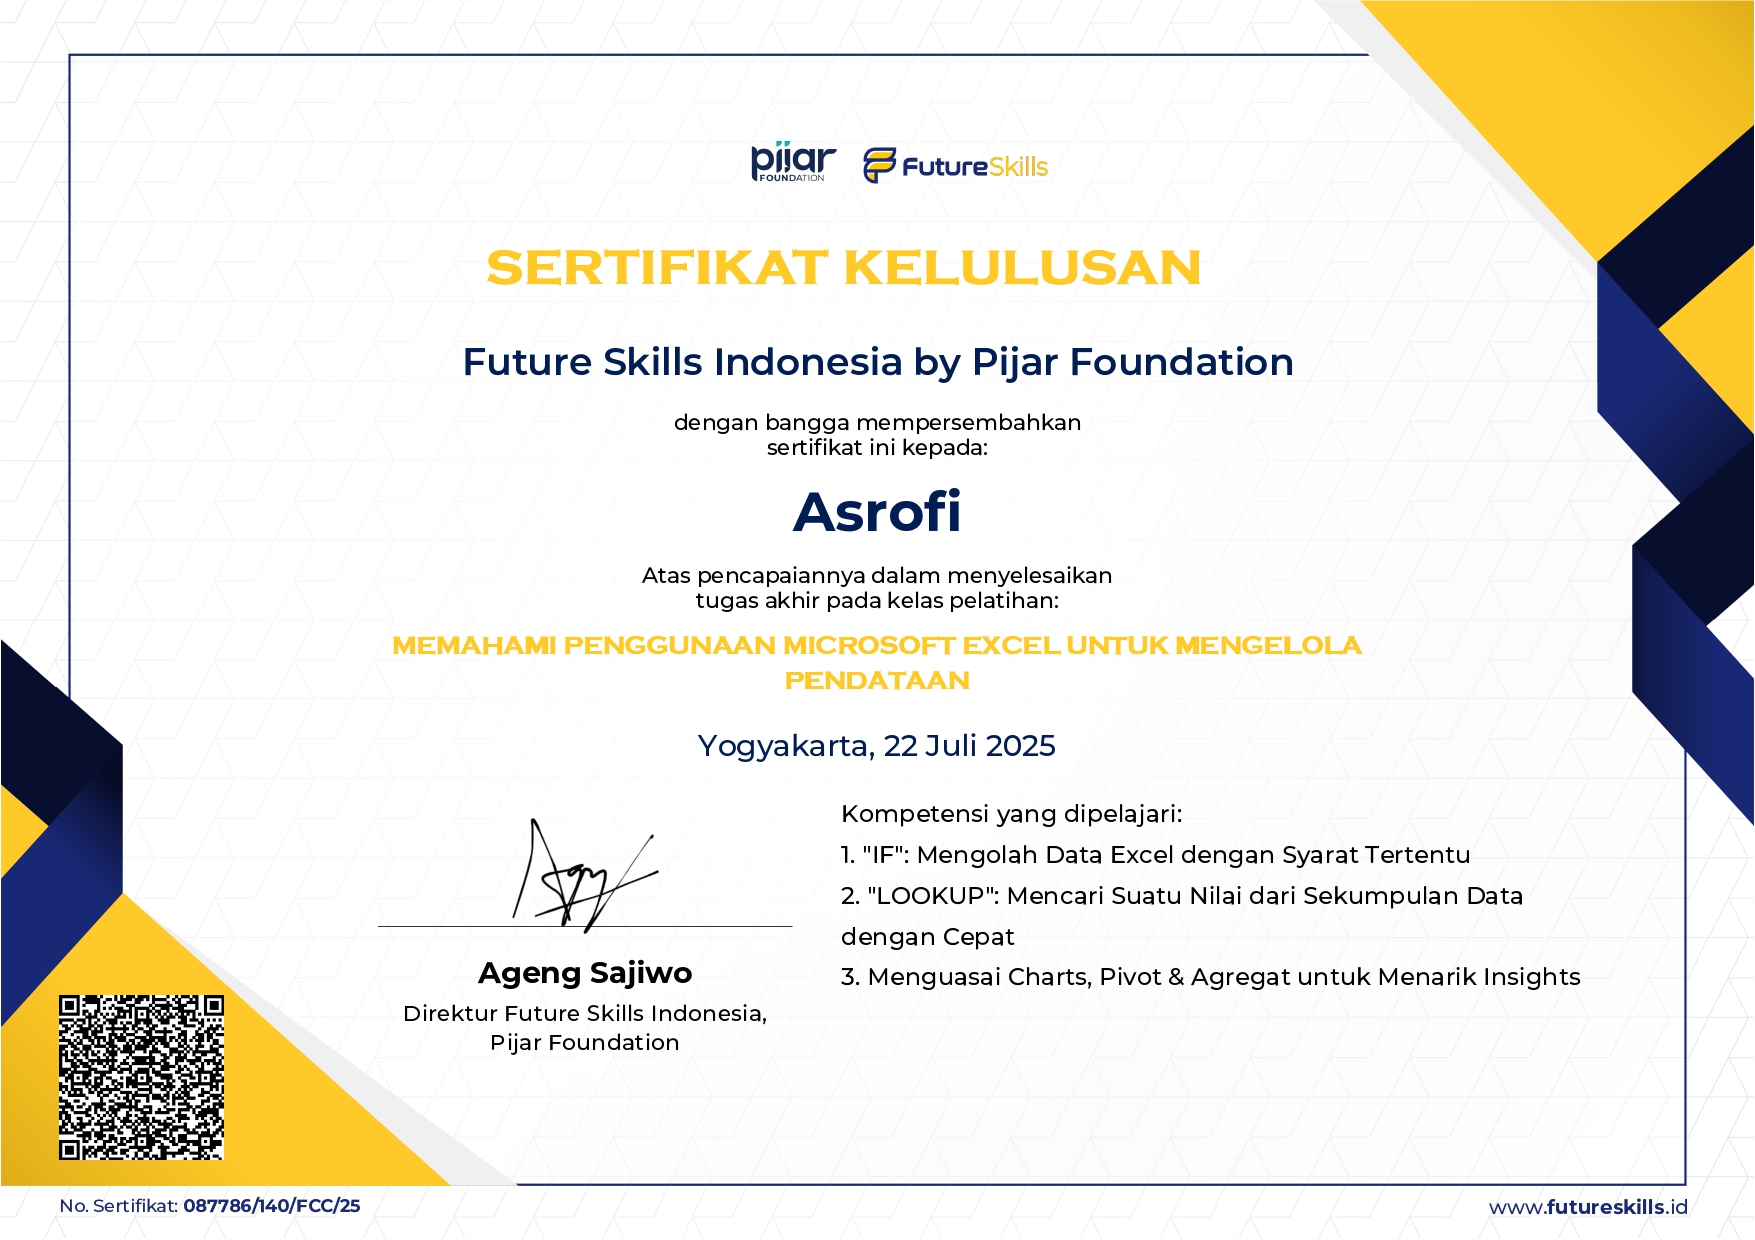 pijar
FOUNDATION
FutureSkills
SERTIFIKAT KELULUSAN
Future Skills Indonesia by Pijar Foundation
dengan bangga mempersembahkan
sertifikat ini kepada:
Asrofi
Atas pencapaiannya dalam menyelesaikan
tugas akhir pada kelas pelatihan:
MEMAHAMI PENGGUNAAN MICROSOFT EXCEL UNTUK MENGELOLA
PENDATAAN
Yogyakarta, 22 Juli 2025
Ageng Sajiwo
Direktur Future Skills Indonesia,
Pijar Foundation
Kompetensi yang dipelajari:
1. "IF": Mengolah Data Excel dengan Syarat Tertentu
2. "LOOKUP": Mencari Suatu Nilai dari Sekumpulan Data
dengan Cepat
3. Menguasai Charts, Pivot & Agregat untuk Menarik Insights
No. Sertifikat: 087786/140/FCC/25
www.futureskills.id